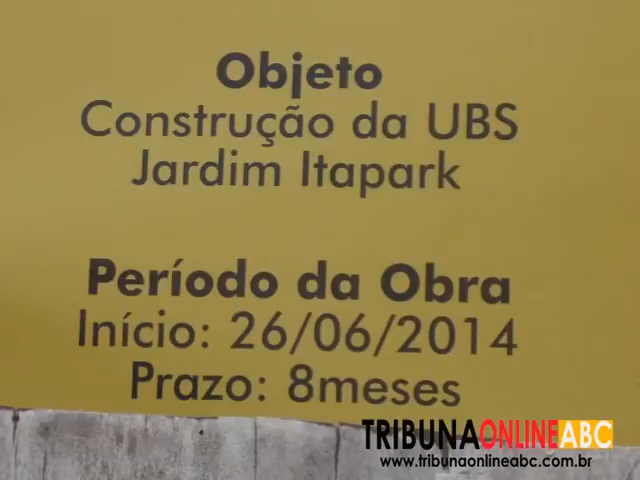 Objeto
Construção da UBS
Jardim Itapark
Período da Obra
Início: 26/06/2014
Prazo: 8meses
TRIBUNAONLINEABC
www.tribunaonlineabc.com.br